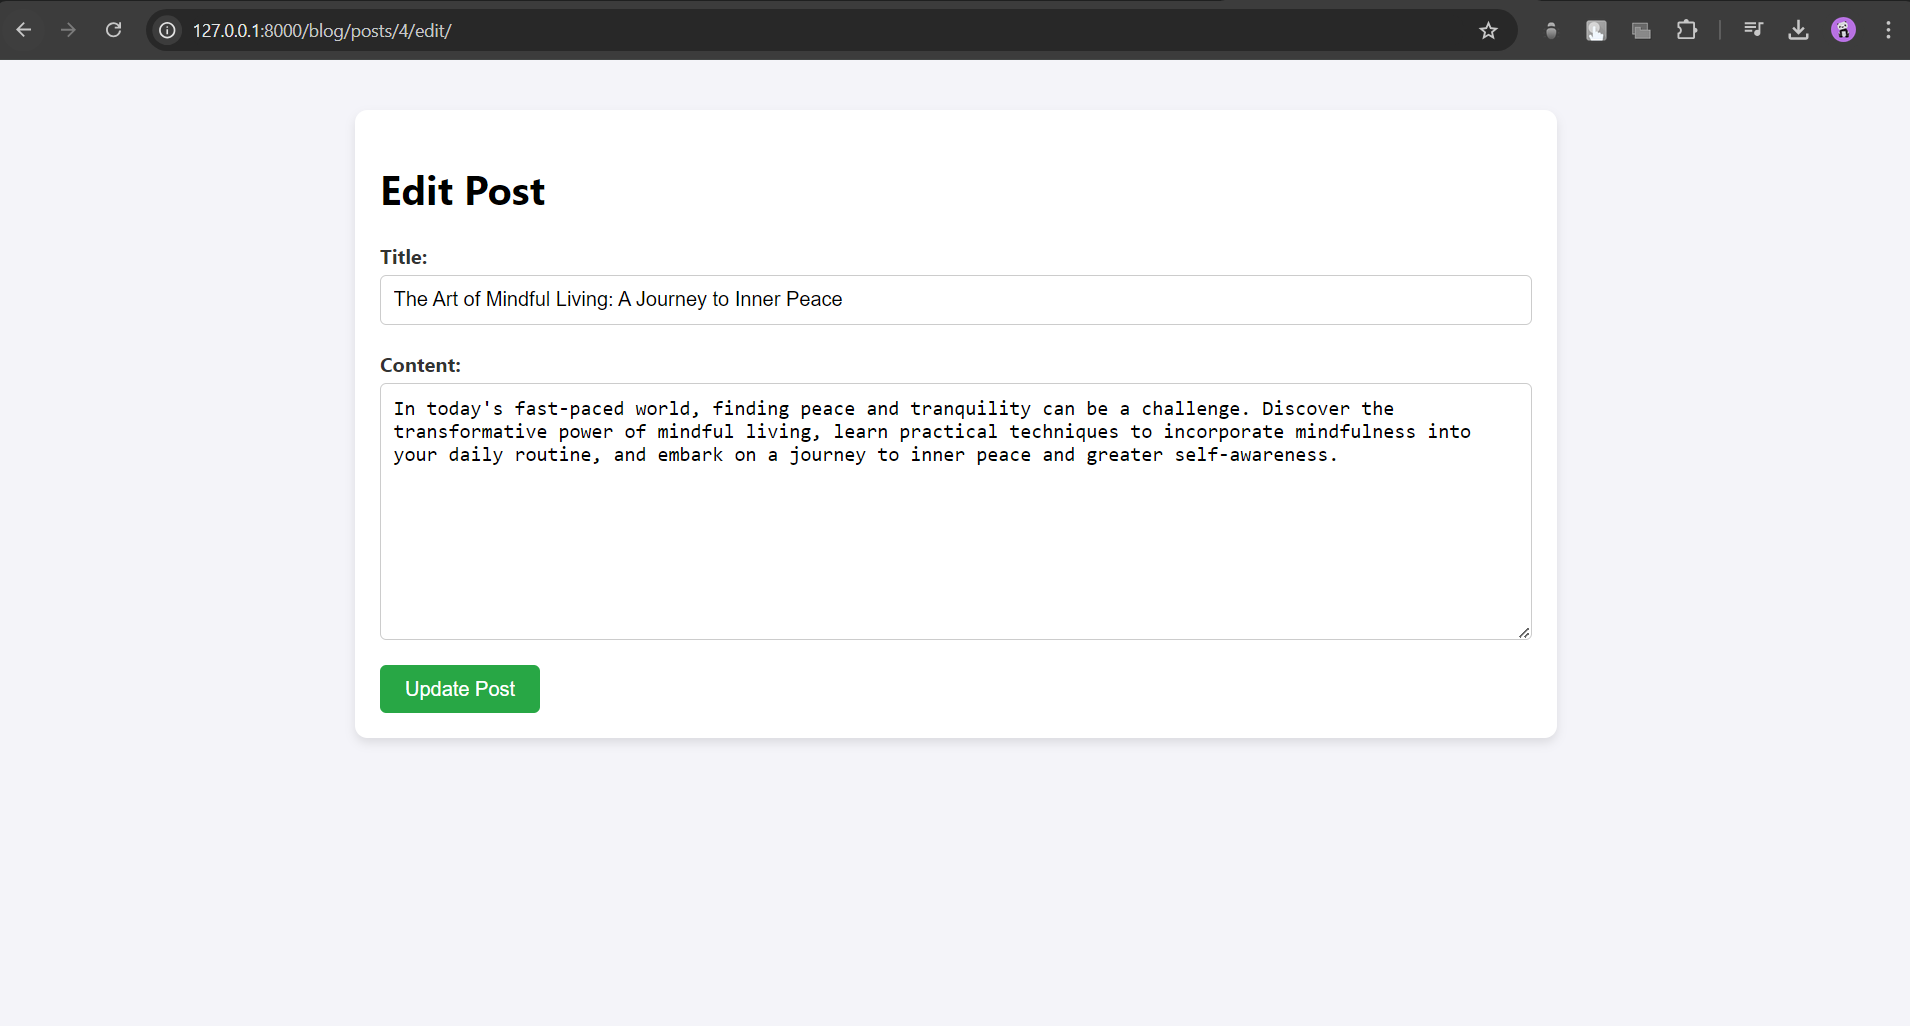 127.0.0.1:8000/blog/posts/4/edit/
Edit Post
Title:
The Art of Mindful Living: A Journey to Inner Peace
Content:
In today's fast-paced world, finding peace and tranquility can be a challenge. Discover the
transformative power of mindful living, learn practical techniques to incorporate mindfulness into
your daily routine, and embark on a journey to inner peace and greater self-awareness.
Update Post